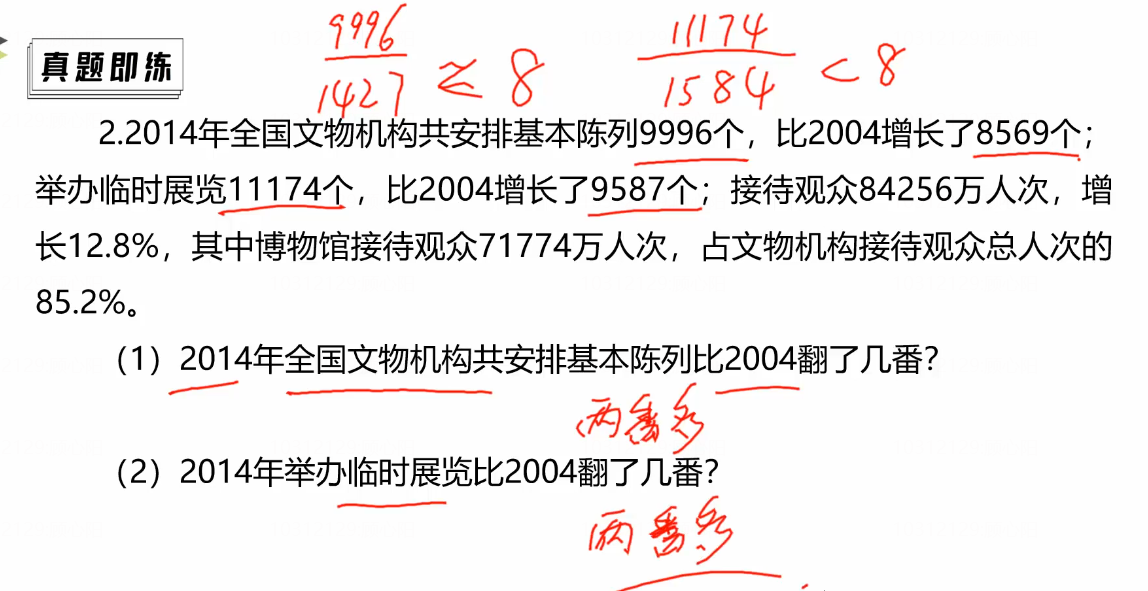 9996 11174
真题即练
1427 ≈ 8 1584 < 8
2.2014年全国文物机构共安排基本陈列9996个，比2004增长了8569个；
举办临时展览11174个，比2004增长了9587个；接待观众84256万人次，增
长12.8%，其中博物馆接待观众71774万人次，占文物机构接待观众总人次的
85.2%。
（1）2014年全国文物机构共安排基本陈列比2004翻了几番？
两番多
（2）2014年举办临时展览比2004翻了几番？
两番多